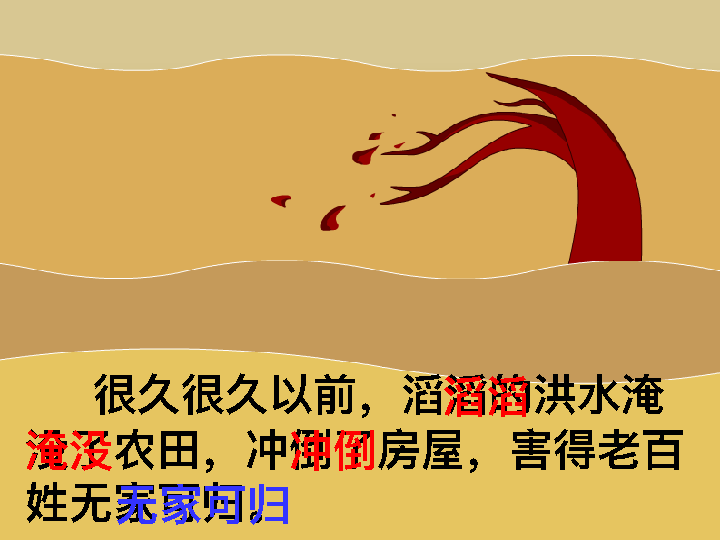 很久很久以前，滔滔的洪水淹
滔滔
没了农田，冲倒了房屋，害得老百
淹没
冲倒
姓无家可归。
无家可归